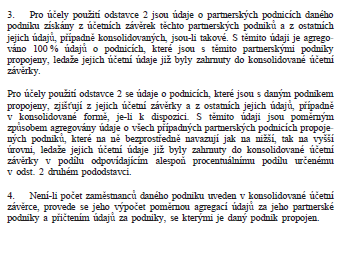 3. Pro účely použití odstavce 2 jsou údaje o partnerských podnicích daného
podniku získány z účetních závěrek těchto partnerských podniků a z ostatních
jejich údajů, případně konsolidovaných, jsou-li takové. S těmito údaji je agrego-
váno 100 % údajů o podnicích, které jsou s těmito partnerskými podniky
propojeny, ledaže jejich účetní údaje již byly zahrnuty do konsolidované účetní
závěrky.
Pro účely použití odstavce 2 se údaje o podnicích, které jsou s daným podnikem
propojeny, zjišťují z jejich účetní závěrky a z ostatních jejich údajů, případně
v konsolidované formě, je-li k dispozici. S těmito údaji jsou poměrným
způsobem agregovány údaje o všech případných partnerských podnicích propoje-
ných podniků, které na ně bezprostředně navazují jak na nižší, tak na vyšší
úrovni, ledaže jejich účetní údaje již byly zahrnuty do konsolidované účetní
závěrky v podílu odpovídajícím alespoň procentuálnímu podílu určenému
v odst. 2 druhém pododstavci.
4. Není-li počet zaměstnanců daného podniku uveden v konsolidované účetní
závěrce, provede se jeho výpočet poměrnou agregací údajů za jeho partnerské
podniky a přičtením údajů za podniky, se kterými je daný podnik propojen.